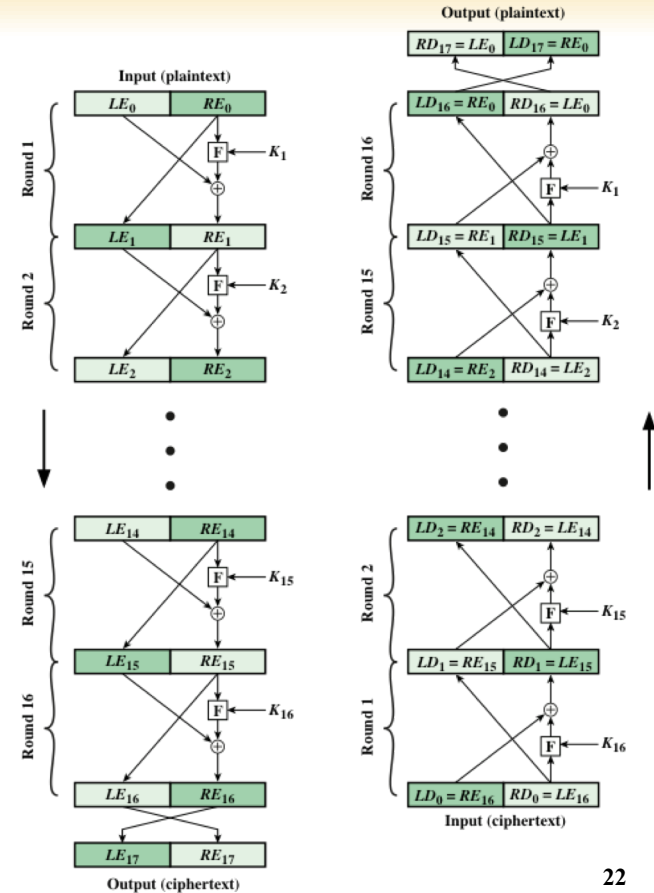 Input (plaintext)
LE₀ RE₀
F K₁
Round 1
LE₁ RE₁
F K₂
Round 2
LE₂ RE₂
LE₁₄ RE₁₄
F K₁₅
Round 15
LE₁₅ RE₁₅
F K₁₆
Round 16
LE₁₆ RE₁₆
LE₁₇ RE₁₇
Output (ciphertext)
Output (plaintext)
RD₁₇ = LE₀ LD₁₇ = RE₀
LD₁₆ = RE₀ RD₁₆ = LE₀
Round 16
F K₁
LD₁₅ = RE₁ RD₁₅ = LE₁
Round 15
F K₂
LD₁₄ = RE₂ RD₁₄ = LE₂
LD₂ = RE₁₄ RD₂ = LE₁₄
Round 2
F K₁₅
LD₁ = RE₁₅ RD₁ = LE₁₅
Round 1
F K₁₆
LD₀ = RE₁₆ RD₀ = LE₁₆
Input (ciphertext)
22